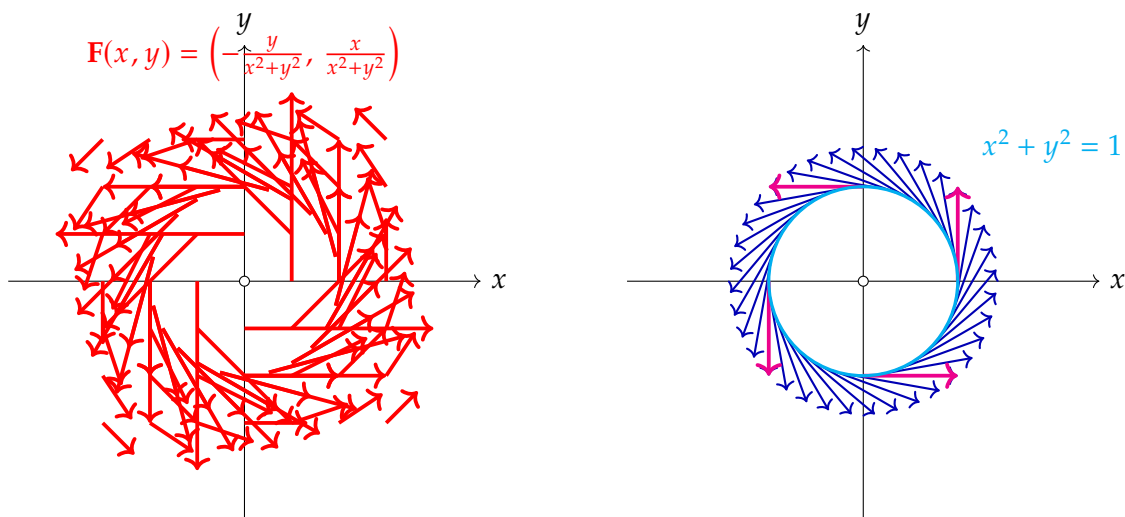 y
F(x, y) = (−y/(x²+y²), x/(x²+y²))
x
y
x² + y² = 1
x